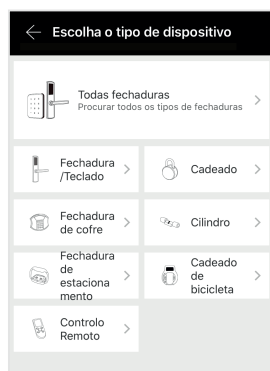 Escolha o tipo de dispositivo
Todas fechaduras
Procurar todos os tipos de fechaduras
Fechadura
/Teclado
Cadeado
Fechadura
de cofre
Cilindro
Fechadura
de
estaciona
mento
Cadeado
de
bicicleta
Controlo
Remoto